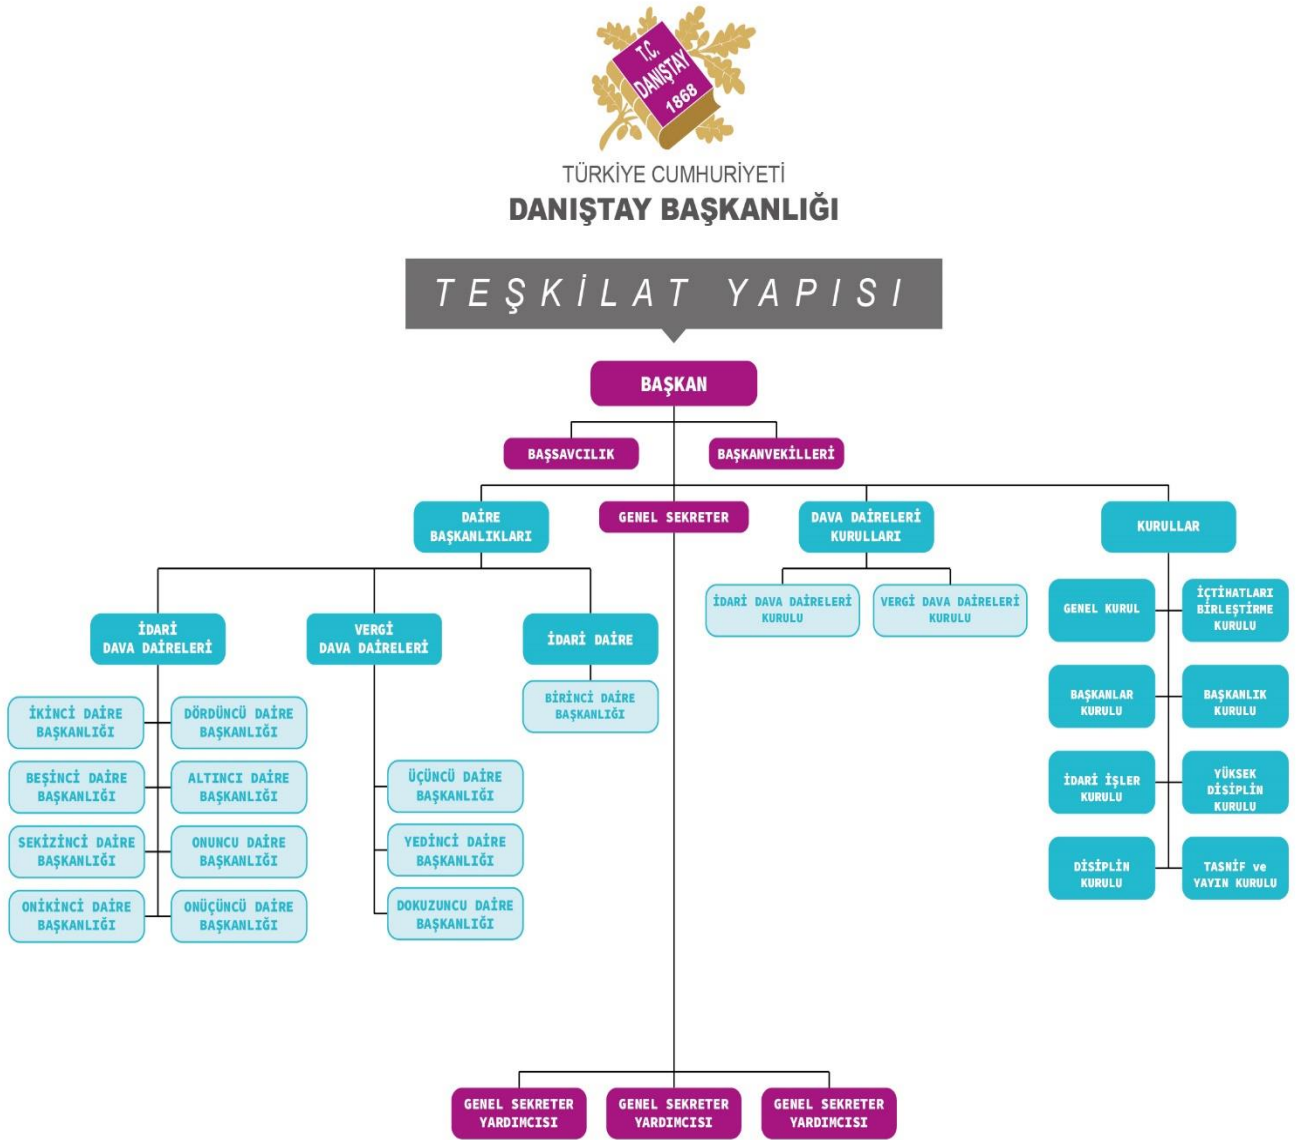 T.C.
DANIŞTAY
1868
TÜRKİYE CUMHURİYETİ
DANIŞTAY BAŞKANLIĞI
TEŞKİLAT YAPISI
BAŞKAN
BAŞSAVCILIK
BAŞKANVEKİLLERİ
DAİRE
BAŞKANLIKLARI
GENEL SEKRETER
DAVA DAİRELERİ
KURULLARI
KURULLAR
İDARİ
DAVA DAİRELERİ
İKİNCİ DAİRE
BAŞKANLIĞI
DÖRDÜNCÜ DAİRE
BAŞKANLIĞI
BEŞİNCİ DAİRE
BAŞKANLIĞI
ALTINCI DAİRE
BAŞKANLIĞI
SEKİZİNCİ DAİRE
BAŞKANLIĞI
ONUNCU DAİRE
BAŞKANLIĞI
ONİKİNCİ DAİRE
BAŞKANLIĞI
ONÜÇÜNCÜ DAİRE
BAŞKANLIĞI
VERGİ
DAVA DAİRELERİ
ÜÇÜNCÜ DAİRE
BAŞKANLIĞI
YEDİNCİ DAİRE
BAŞKANLIĞI
DOKUZUNCU DAİRE
BAŞKANLIĞI
İDARİ DAİRE
BİRİNCİ DAİRE
BAŞKANLIĞI
İDARİ DAVA DAİRELERİ
KURULU
VERGİ DAVA DAİRELERİ
KURULU
GENEL KURUL
İÇTİHATLARI
BİRLEŞTİRME
KURULU
BAŞKANLAR
KURULU
BAŞKANLIK
KURULU
İDARİ İŞLER
KURULU
YÜKSEK
DİSİPLİN
KURULU
DİSİPLİN
KURULU
TASNİF ve
YAYIN KURULU
GENEL SEKRETER
YARDIMCISI
GENEL SEKRETER
YARDIMCISI
GENEL SEKRETER
YARDIMCISI